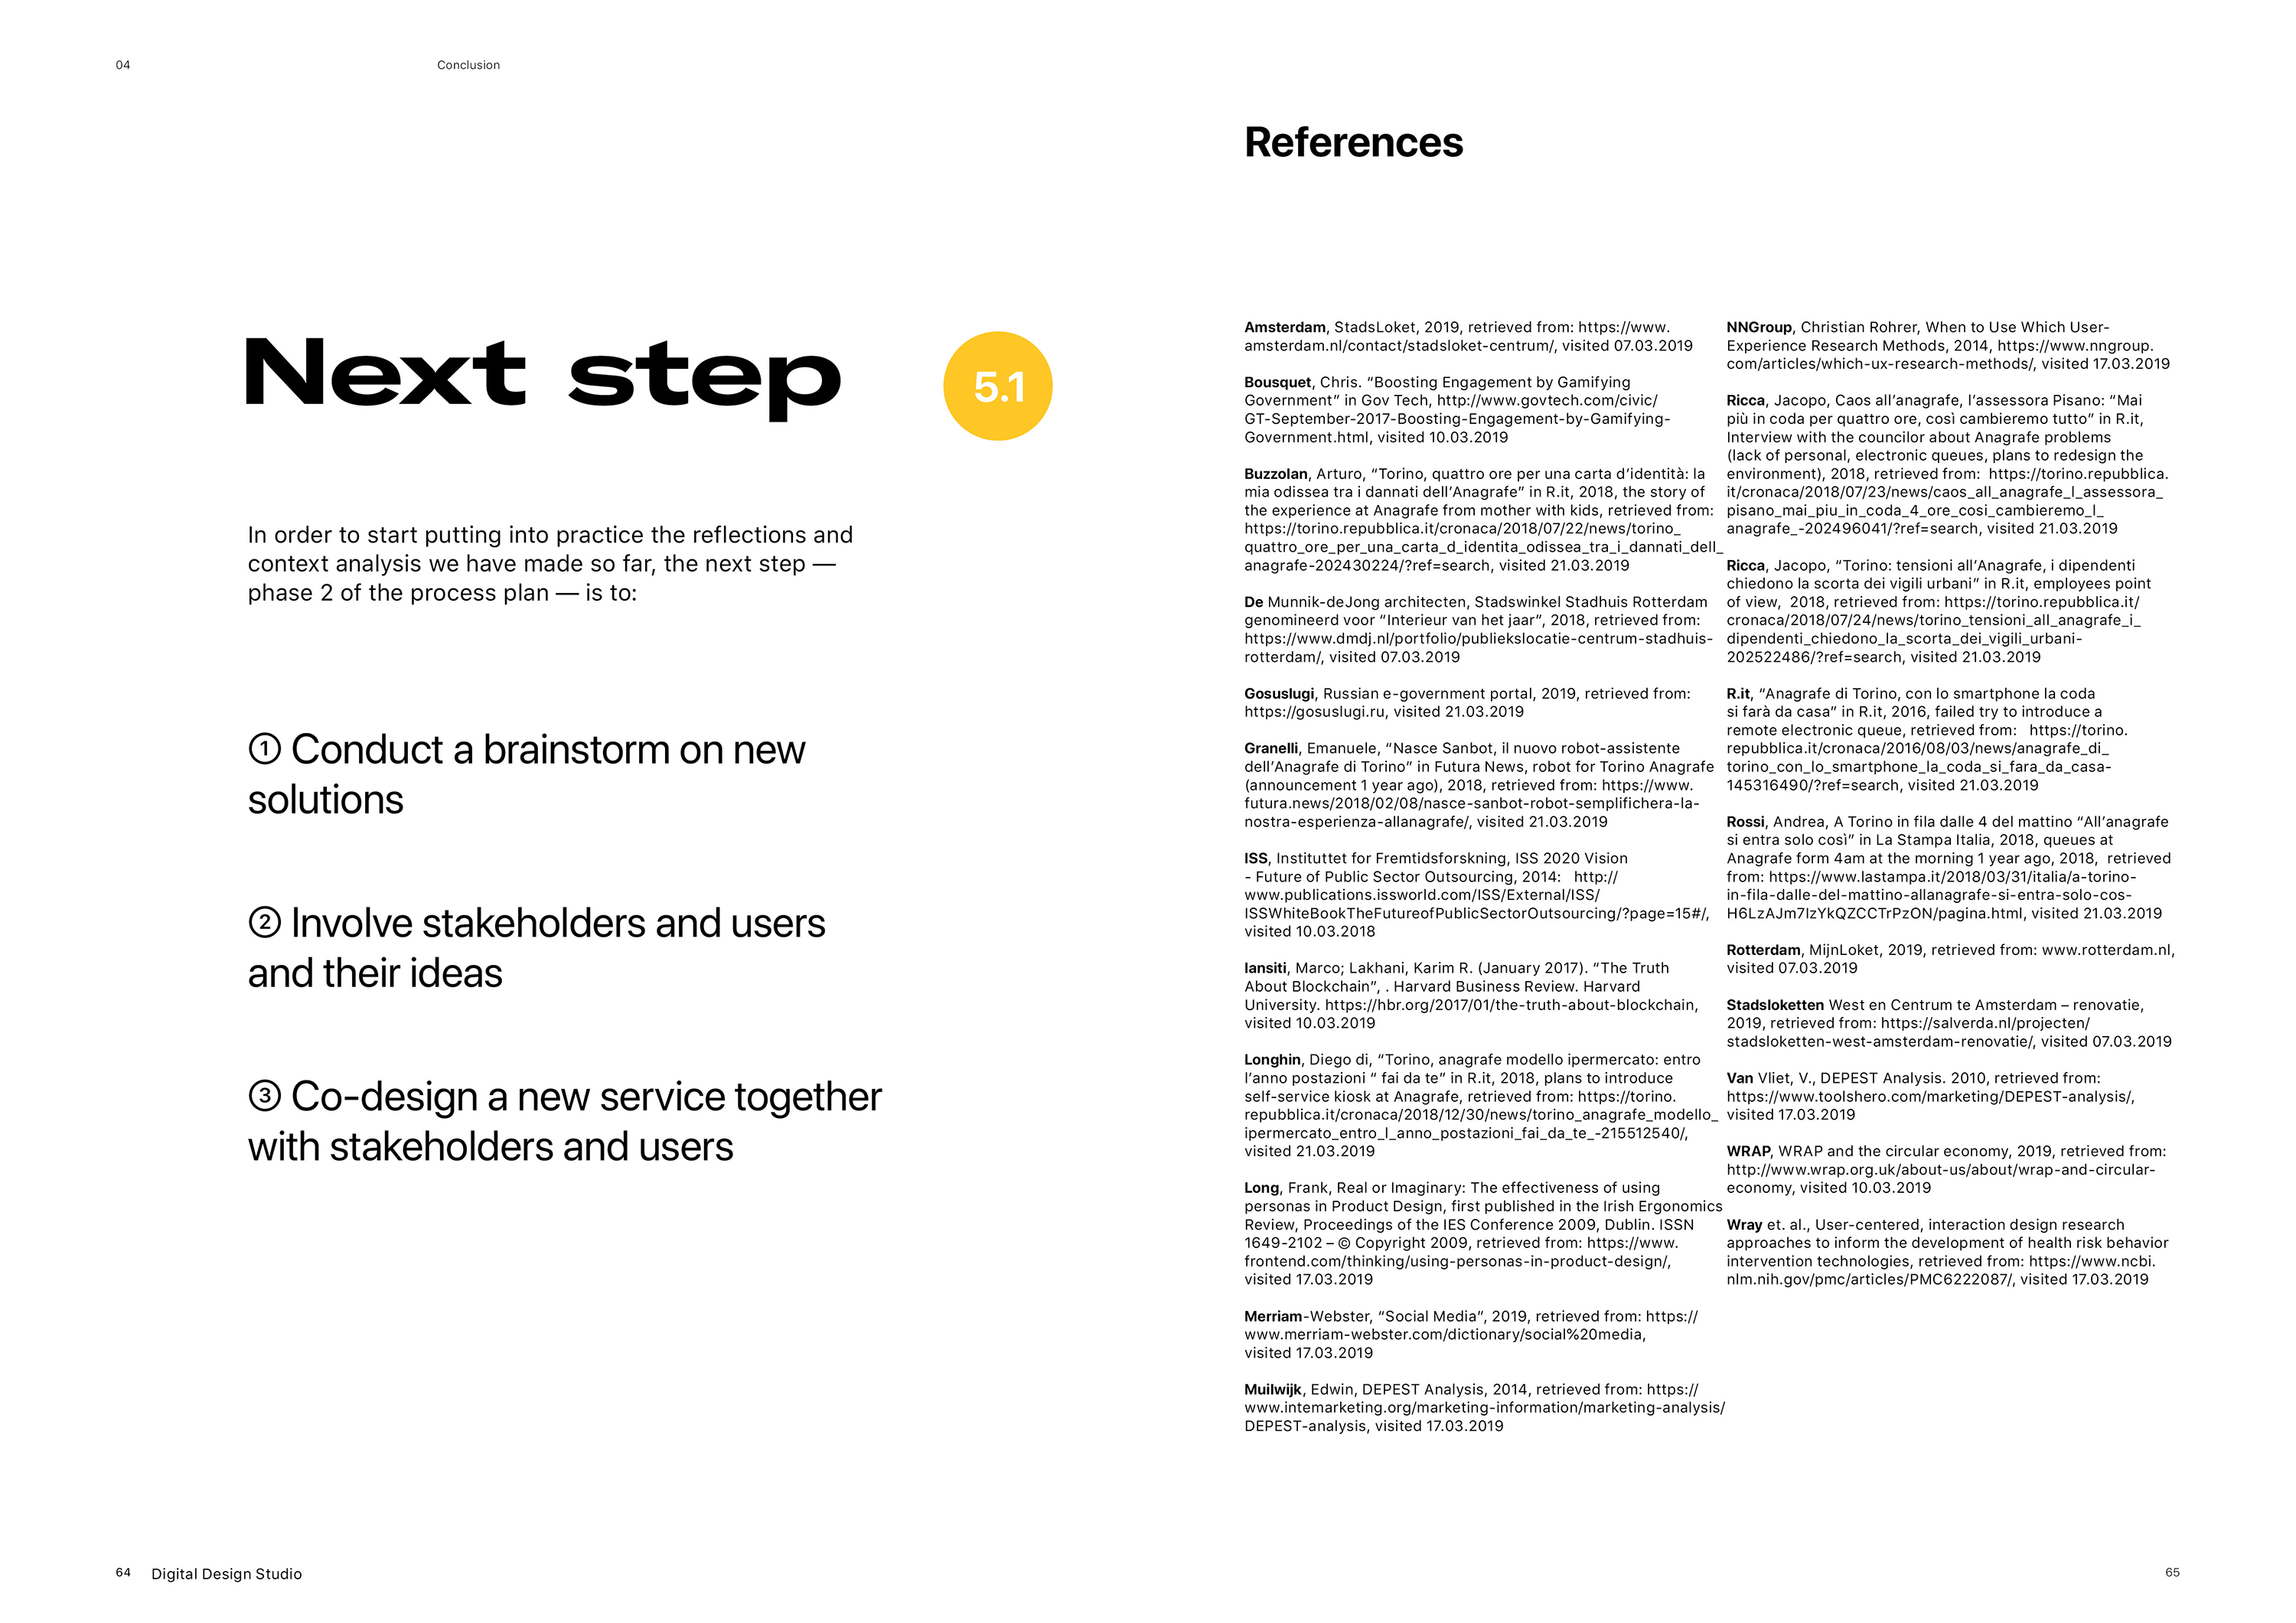 04
Conclusion
Next step
5.1
In order to start putting into practice the reflections and
context analysis we have made so far, the next step —
phase 2 of the process plan — is to:
① Conduct a brainstorm on new
solutions
② Involve stakeholders and users
and their ideas
③ Co-design a new service together
with stakeholders and users
64 Digital Design Studio
References
Amsterdam, StadsLoket, 2019, retrieved from: https://www.
amsterdam.nl/contact/stadsloket-centrum/, visited 07.03.2019
Bousquet, Chris. “Boosting Engagement by Gamifying
Government” in Gov Tech, http://www.govtech.com/civic/
GT-September-2017-Boosting-Engagement-by-Gamifying-
Government.html, visited 10.03.2019
Buzzolan, Arturo, “Torino, quattro ore per una carta d’identità: la
mia odissea tra i dannati dell’Anagrafe” in R.it, 2018, the story of
the experience at Anagrafe from mother with kids, retrieved from:
https://torino.repubblica.it/cronaca/2018/07/22/news/torino_
quattro_ore_per_una_carta_d_identita_odissea_tra_i_dannati_dell_
anagrafe-202430224/?ref=search, visited 21.03.2019
De Munnik-deJong architecten, Stadswinkel Stadhuis Rotterdam
genomineerd voor “Interieur van het jaar”, 2018, retrieved from:
https://www.dmdj.nl/portfolio/publiekslocatie-centrum-stadhuis-
rotterdam/, visited 07.03.2019
Gosuslugi, Russian e-government portal, 2019, retrieved from:
https://gosuslugi.ru, visited 21.03.2019
Granelli, Emanuele, “Nasce Sanbot, il nuovo robot-assistente
dell’Anagrafe di Torino” in Futura News, robot for Torino Anagrafe
(announcement 1 year ago), 2018, retrieved from: https://www.
futura.news/2018/02/08/nasce-sanbot-robot-semplifichera-la-
nostra-esperienza-allanagrafe/, visited 21.03.2019
ISS, Instituttet for Fremtidsforskning, ISS 2020 Vision
- Future of Public Sector Outsourcing, 2014: http://
www.publications.issworld.com/ISS/External/ISS/
ISSWhiteBookTheFutureofPublicSectorOutsourcing/?page=15#/,
visited 10.03.2018
Iansiti, Marco; Lakhani, Karim R. (January 2017). “The Truth
About Blockchain”, . Harvard Business Review. Harvard
University. https://hbr.org/2017/01/the-truth-about-blockchain,
visited 10.03.2019
Longhin, Diego di, “Torino, anagrafe modello ipermercato: entro
l’anno postazioni “ fai da te” in R.it, 2018, plans to introduce
self-service kiosk at Anagrafe, retrieved from: https://torino.
repubblica.it/cronaca/2018/12/30/news/torino_anagrafe_modello_
ipermercato_entro_l_anno_postazioni_fai_da_te_-215512540/,
visited 21.03.2019
Long, Frank, Real or Imaginary: The effectiveness of using
personas in Product Design, first published in the Irish Ergonomics
Review, Proceedings of the IES Conference 2009, Dublin. ISSN
1649-2102 – © Copyright 2009, retrieved from: https://www.
frontend.com/thinking/using-personas-in-product-design/,
visited 17.03.2019
Merriam-Webster, “Social Media”, 2019, retrieved from: https://
www.merriam-webster.com/dictionary/social%20media,
visited 17.03.2019
Muilwijk, Edwin, DEPEST Analysis, 2014, retrieved from: https://
www.intemarketing.org/marketing-information/marketing-analysis/
DEPEST-analysis, visited 17.03.2019
NNGroup, Christian Rohrer, When to Use Which User-
Experience Research Methods, 2014, https://www.nngroup.
com/articles/which-ux-research-methods/, visited 17.03.2019
Ricca, Jacopo, Caos all’anagrafe, l’assessora Pisano: “Mai
più in coda per quattro ore, così cambieremo tutto” in R.it,
Interview with the councilor about Anagrafe problems
(lack of personal, electronic queues, plans to redesign the
environment), 2018, retrieved from: https://torino.repubblica.
it/cronaca/2018/07/23/news/caos_all_anagrafe_l_assessora_
pisano_mai_piu_in_coda_4_ore_cosi_cambieremo_l_
anagrafe_-202496041/?ref=search, visited 21.03.2019
Ricca, Jacopo, “Torino: tensioni all’Anagrafe, i dipendenti
chiedono la scorta dei vigili urbani” in R.it, employees point
of view, 2018, retrieved from: https://torino.repubblica.it/
cronaca/2018/07/24/news/torino_tensioni_all_anagrafe_i_
dipendenti_chiedono_la_scorta_dei_vigili_urbani-
202522486/?ref=search, visited 21.03.2019
R.it, “Anagrafe di Torino, con lo smartphone la coda
si farà da casa” in R.it, 2016, failed try to introduce a
remote electronic queue, retrieved from: https://torino.
repubblica.it/cronaca/2016/08/03/news/anagrafe_di_
torino_con_lo_smartphone_la_coda_si_fara_da_casa-
145316490/?ref=search, visited 21.03.2019
Rossi, Andrea, A Torino in fila dalle 4 del mattino “All’anagrafe
si entra solo così” in La Stampa Italia, 2018, queues at
Anagrafe form 4am at the morning 1 year ago, 2018, retrieved
from: https://www.lastampa.it/2018/03/31/italia/a-torino-
in-fila-dalle-del-mattino-allanagrafe-si-entra-solo-cos-
H6LzAJm7IzYkQZCCTrPzON/pagina.html, visited 21.03.2019
Rotterdam, MijnLoket, 2019, retrieved from: www.rotterdam.nl,
visited 07.03.2019
Stadsloketten West en Centrum te Amsterdam – renovatie,
2019, retrieved from: https://salverda.nl/projecten/
stadsloketten-west-amsterdam-renovatie/, visited 07.03.2019
Van Vliet, V., DEPEST Analysis. 2010, retrieved from:
https://www.toolshero.com/marketing/DEPEST-analysis/,
visited 17.03.2019
WRAP, WRAP and the circular economy, 2019, retrieved from:
http://www.wrap.org.uk/about-us/about/wrap-and-circular-
economy, visited 10.03.2019
Wray et. al., User-centered, interaction design research
approaches to inform the development of health risk behavior
intervention technologies, retrieved from: https://www.ncbi.
nlm.nih.gov/pmc/articles/PMC6222087/, visited 17.03.2019
65